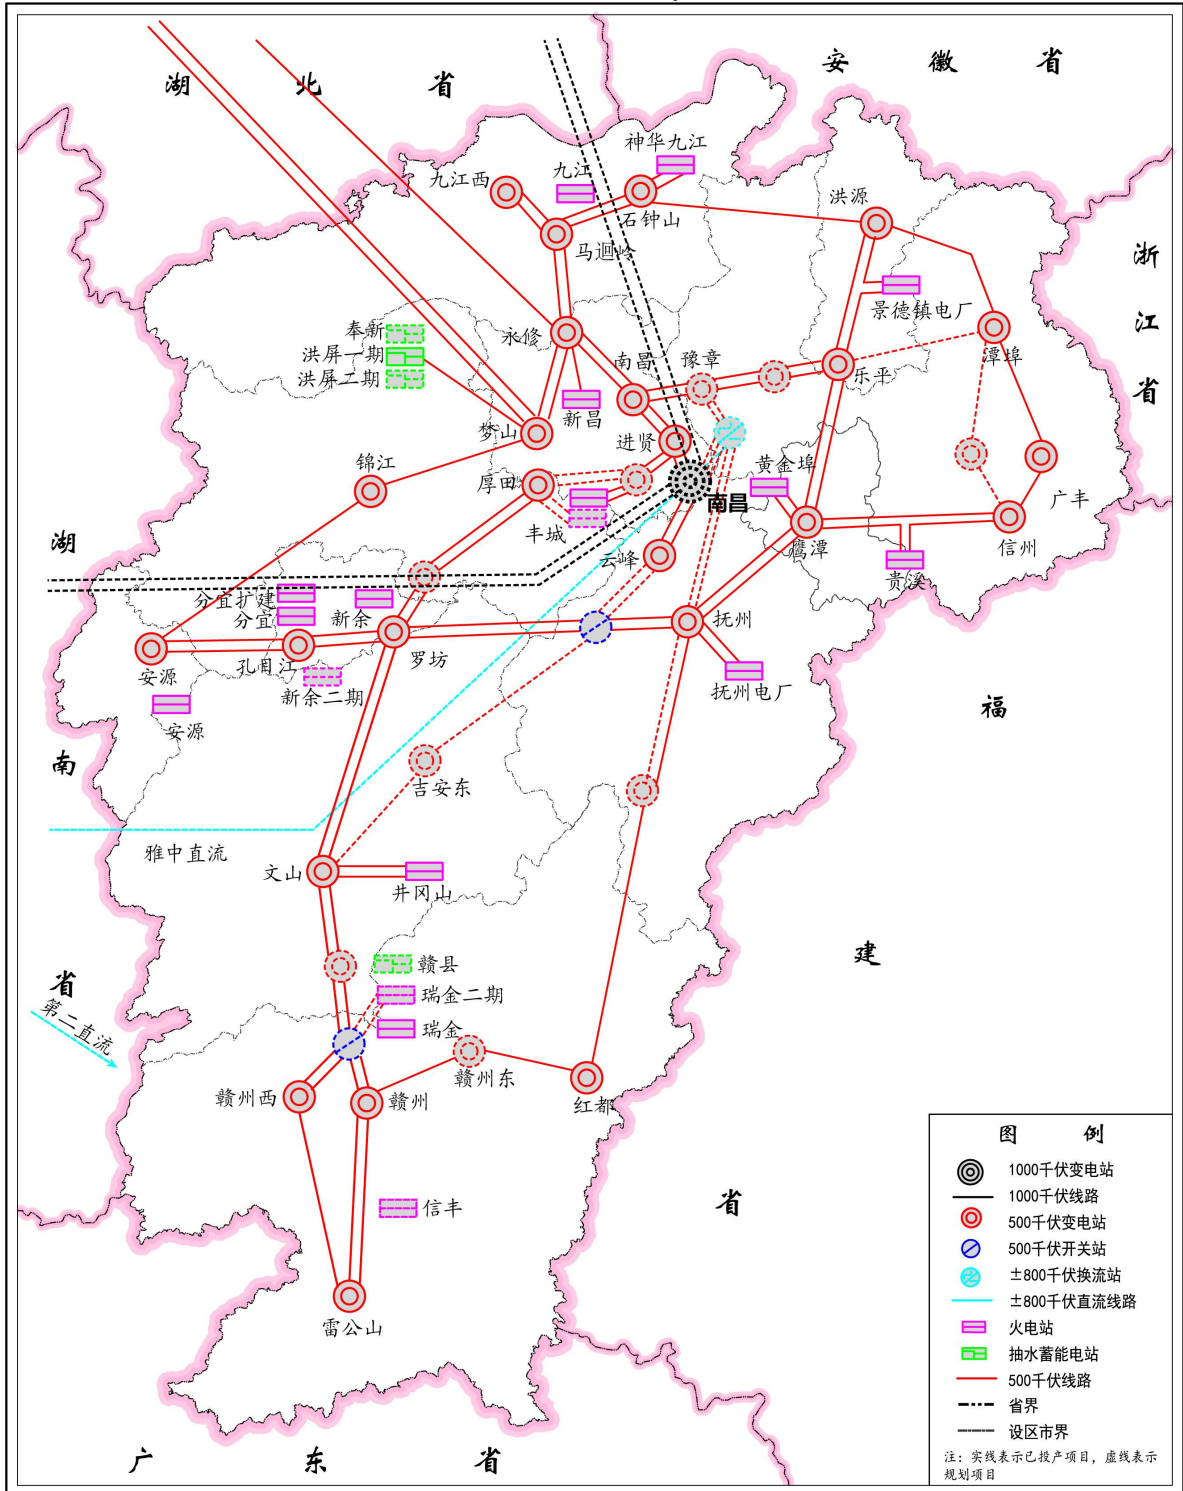 湖北省
安徽省
神华九江
九江
九江西
石钟山
洪源
马迴岭
浙江省
景德镇电厂
奉新
洪屏一期
洪屏二期
永修
南昌
豫章
漳埠
乐平
新昌
梦山
进贤
锦江
厚田
黄金埠
南昌
广丰
丰城
鹰潭
信州
湖南省
云峰
贵溪
分宜扩建
分宜
新余
抚州
罗坊
安源
孔目江
新余二期
抚州电厂
安源
福建省
吉安东
雅中直流
文山
井冈山
赣县
瑞金二期
瑞金
第二直流
赣州东
赣州西
赣州
红都
信丰
雷公山
广东省
图例
1000千伏变电站
1000千伏线路
500千伏变电站
500千伏开关站
±800千伏换流站
±800千伏直流线路
火电站
抽水蓄能电站
500千伏线路
省界
设区市界
注：实线表示已投产项目，虚线表示
规划项目